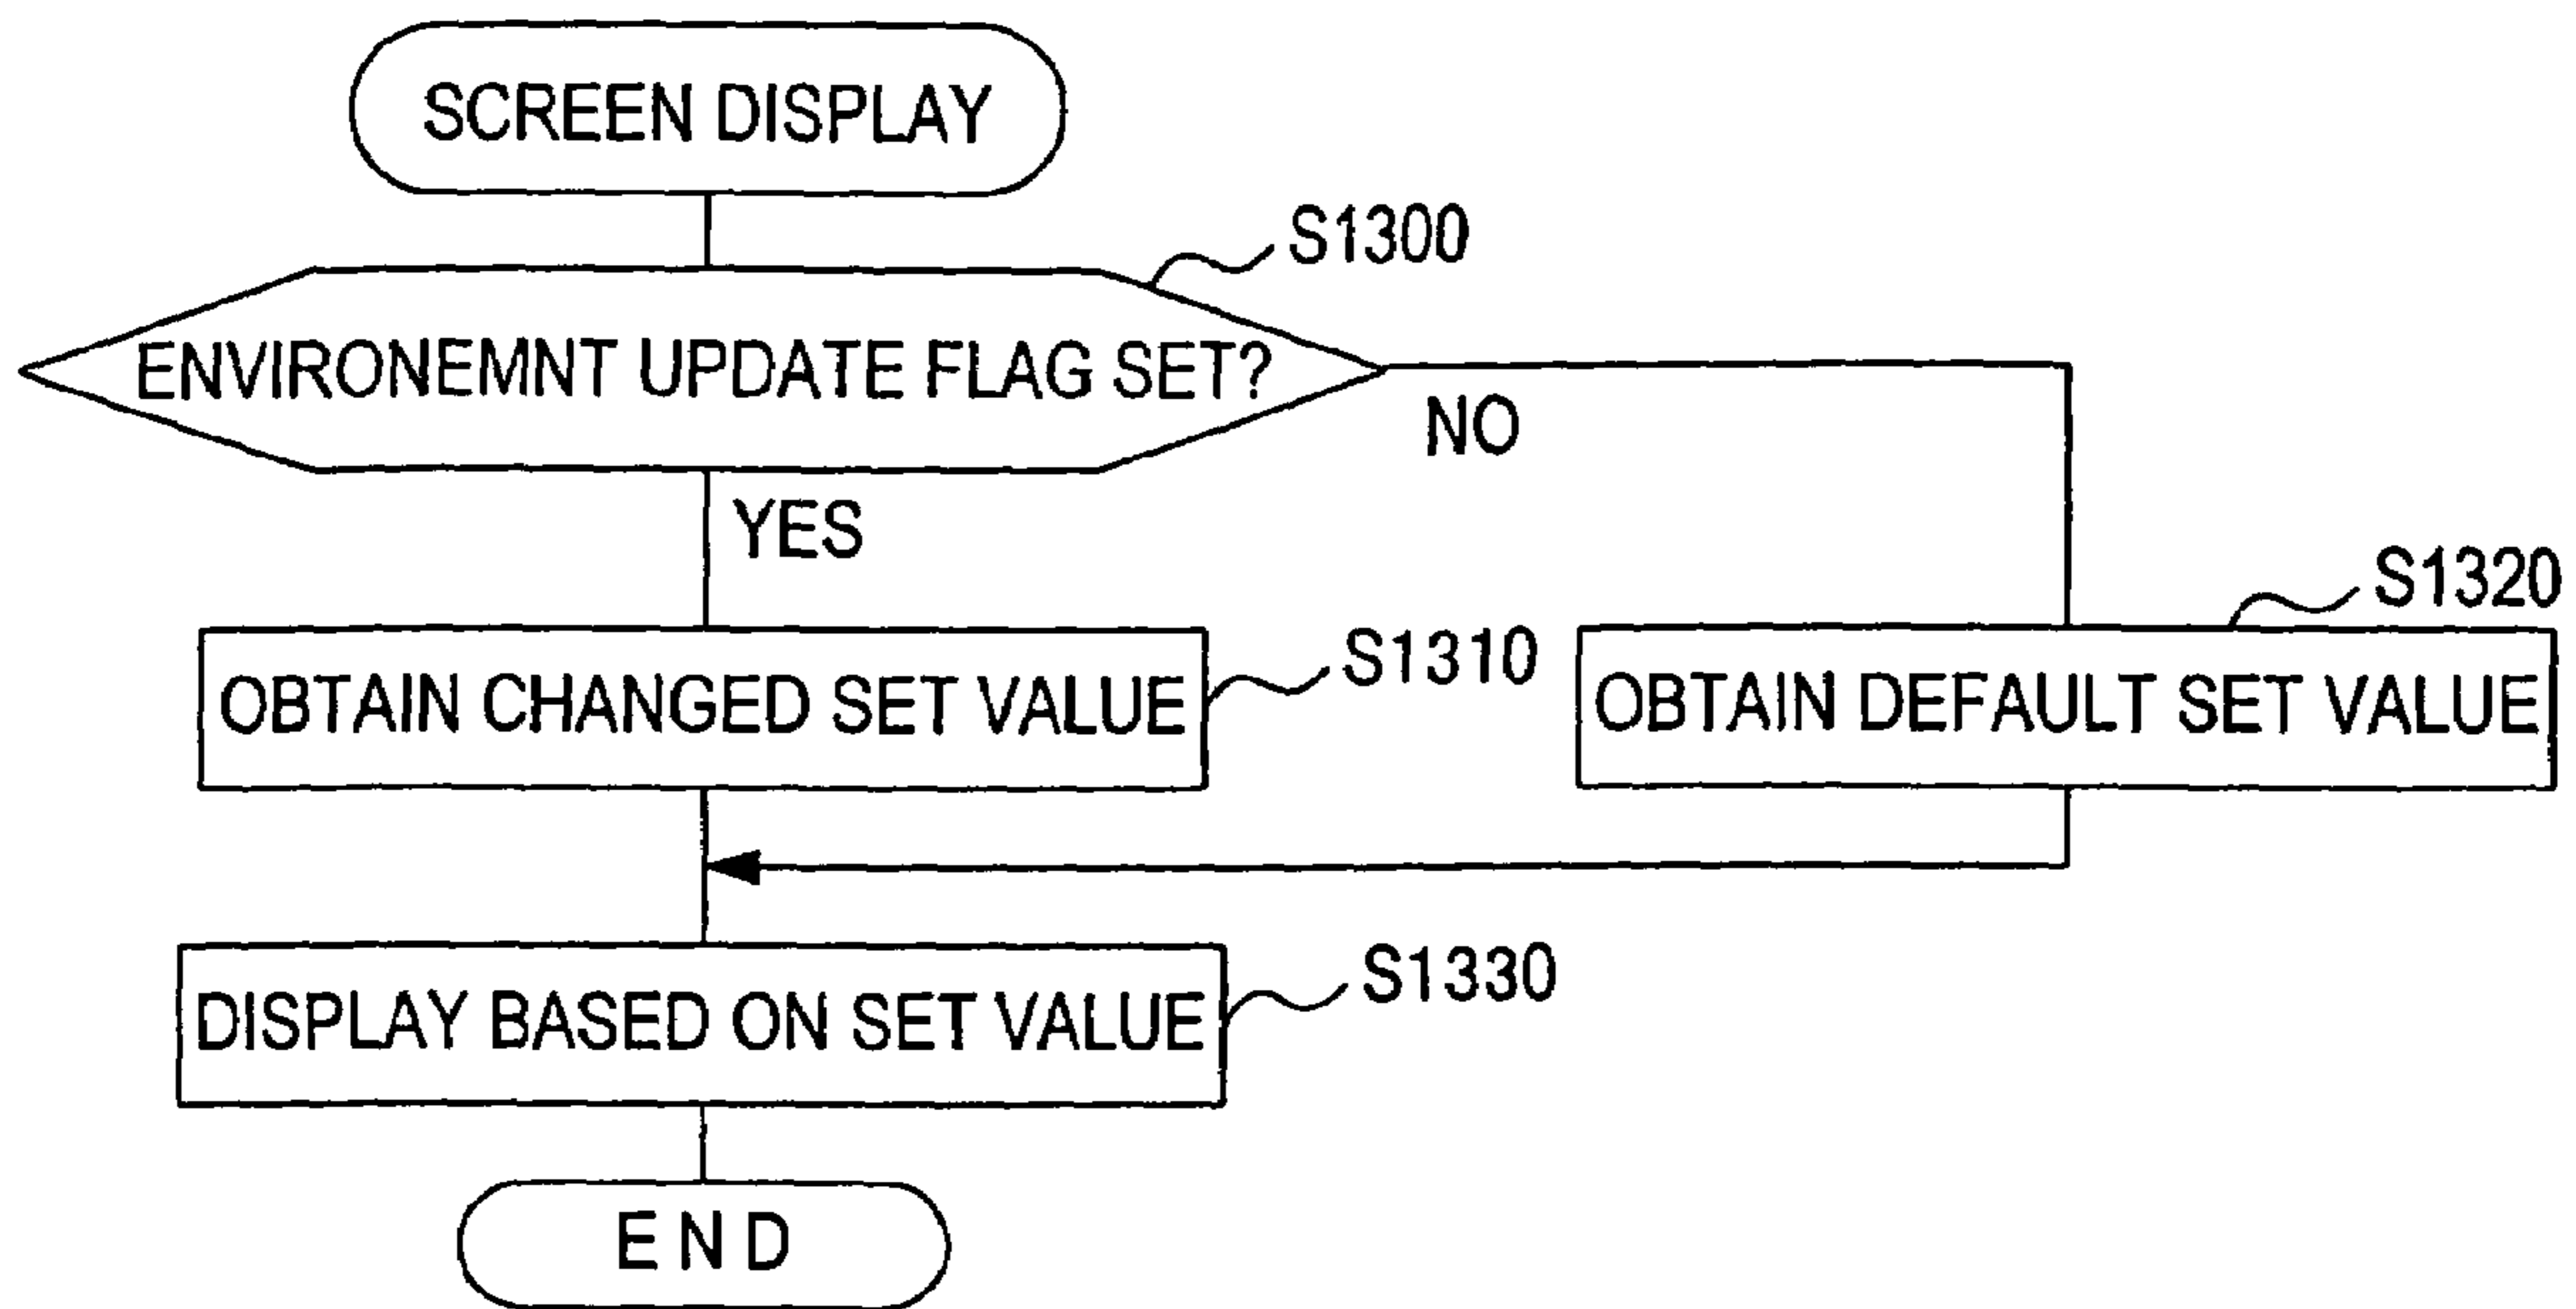 SCREEN DISPLAY
S1300
ENVIRONEMNT UPDATE FLAG SET?
NO
YES
S1320
S1310
OBTAIN CHANGED SET VALUE
OBTAIN DEFAULT SET VALUE
S1330
DISPLAY BASED ON SET VALUE
END